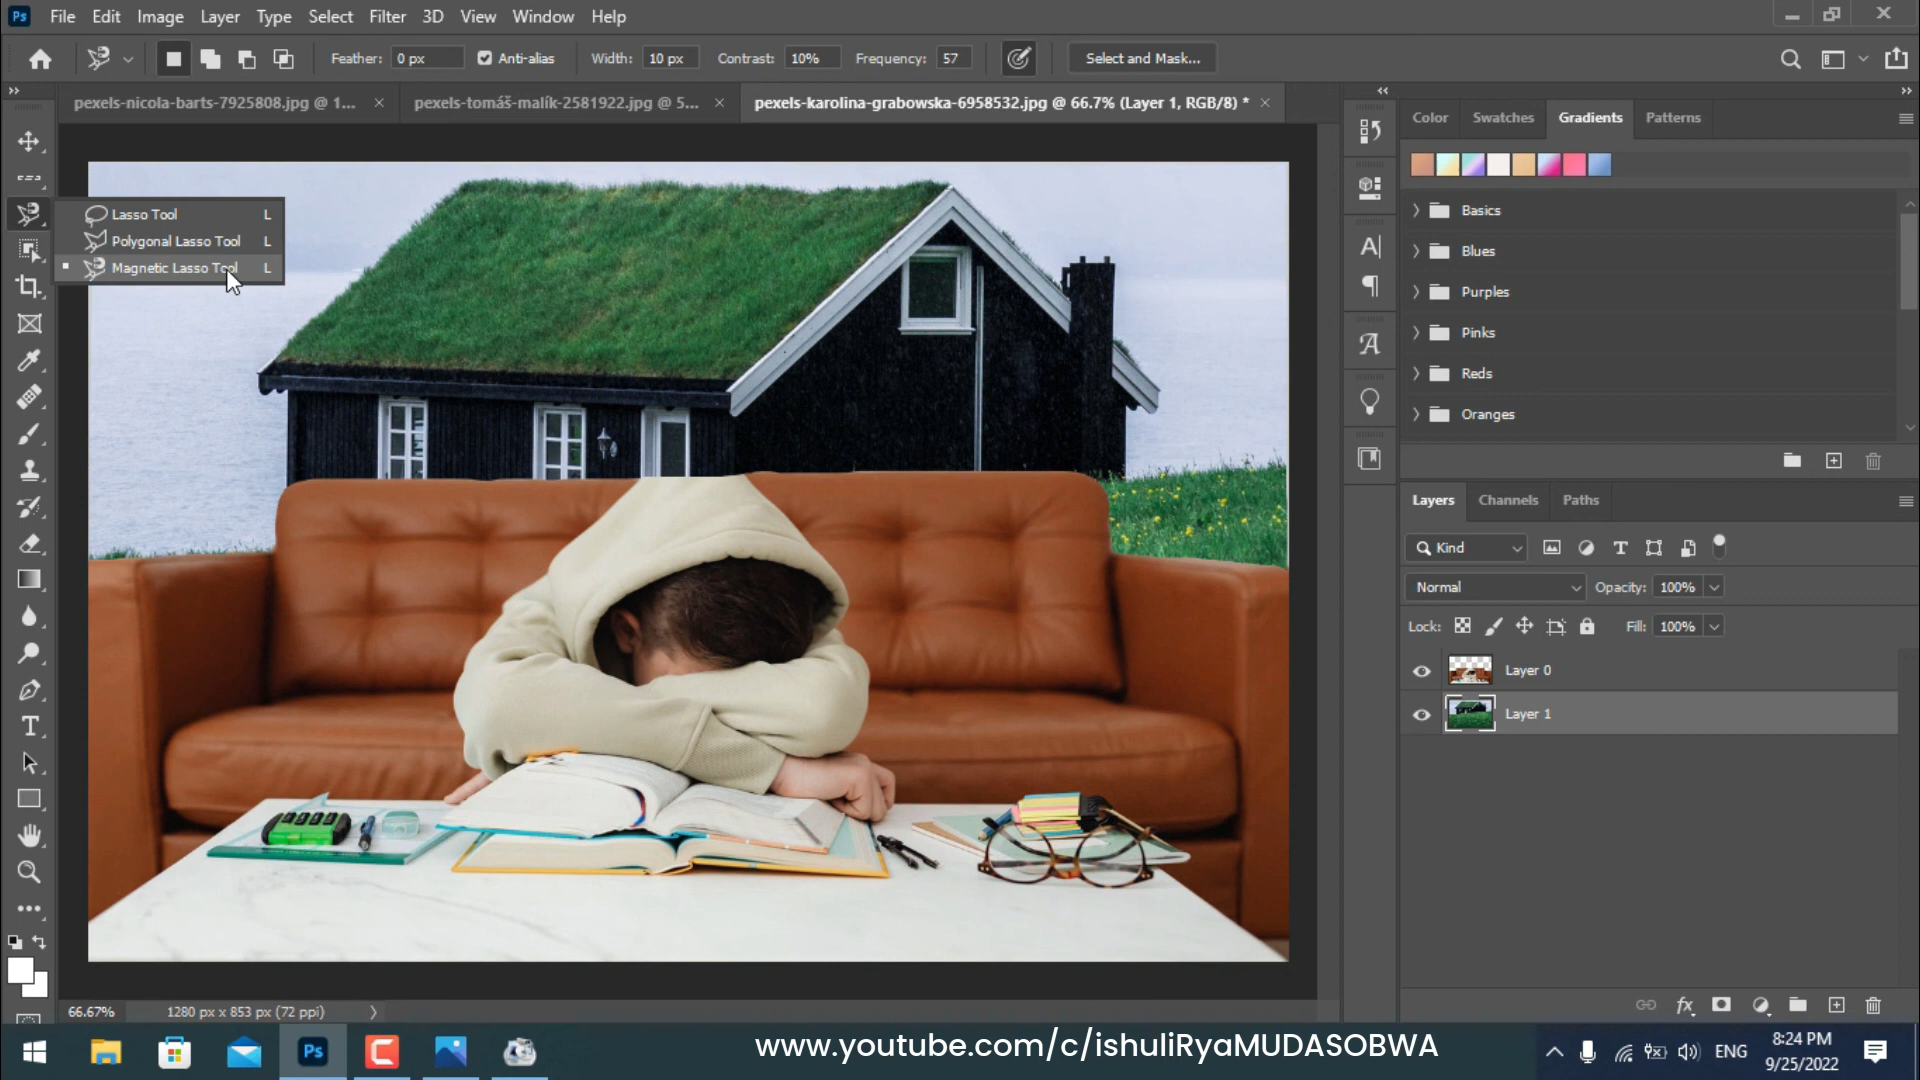 Ps File Edit Image Layer Type Select Filter 3D View Window Help
Feather: 0 px Anti-alias Width: 10 px Contrast: 10% Frequency: 57 Select and Mask...
pexels-nicola-barts-7925808.jpg @ 1... pexels-tomáš-malík-2581922.jpg @ 5... pexels-karolina-grabowska-6958532.jpg @ 66.7% (Layer 1, RGB/8) *
Lasso Tool L
Polygonal Lasso Tool L
Magnetic Lasso Tool L
Color Swatches Gradients Patterns
Basics
Blues
Purples
Pinks
Reds
Oranges
Layers Channels Paths
Kind
Normal Opacity: 100%
Lock: Fill: 100%
Layer 0
Layer 1
fx
66.67% 1280 px x 853 px (72 ppi)
Ps
www.youtube.com/c/ishuliRyaMUDASOBWA
ENG
8:24 PM
9/25/2022